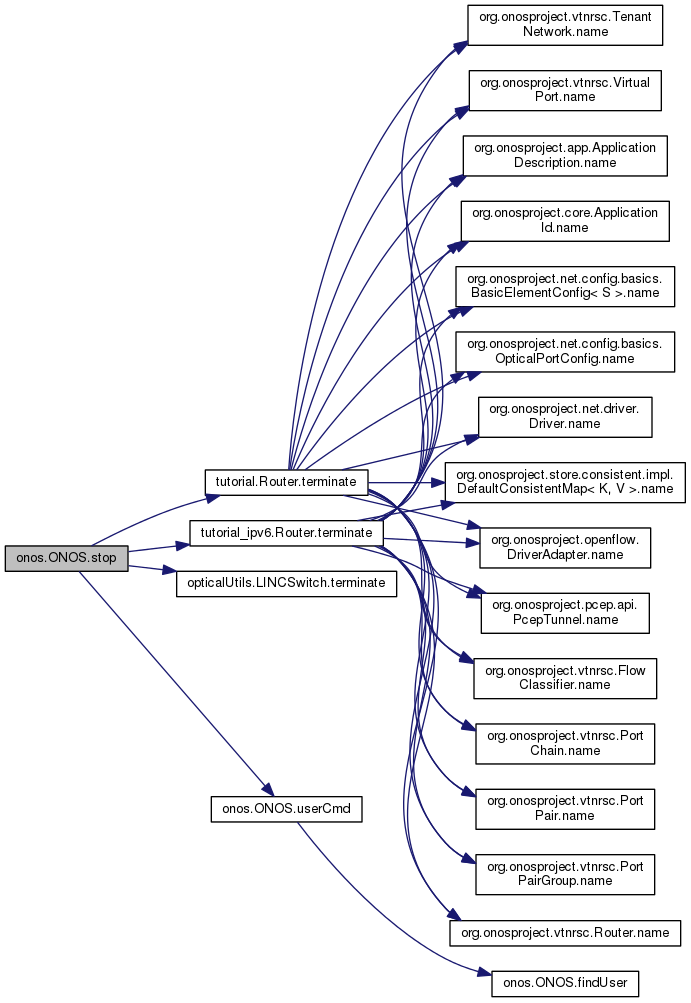 org.onosproject.vtnrsc.Tenant
Network.name
org.onosproject.vtnrsc.Virtual
Port.name
org.onosproject.app.Application
Description.name
org.onosproject.core.Application
Id.name
org.onosproject.net.config.basics.
BasicElementConfig< S >.name
org.onosproject.net.config.basics.
OpticalPortConfig.name
org.onosproject.net.driver.
Driver.name
tutorial.Router.terminate
org.onosproject.store.consistent.impl.
DefaultConsistentMap< K, V >.name
tutorial_ipv6.Router.terminate
org.onosproject.openflow.
DriverAdapter.name
onos.ONOS.stop
opticalUtils.LINCSwitch.terminate
org.onosproject.pcep.api.
PcepTunnel.name
org.onosproject.vtnrsc.Flow
Classifier.name
org.onosproject.vtnrsc.Port
Chain.name
onos.ONOS.userCmd
org.onosproject.vtnrsc.Port
Pair.name
org.onosproject.vtnrsc.Port
PairGroup.name
org.onosproject.vtnrsc.Router.name
onos.ONOS.findUser